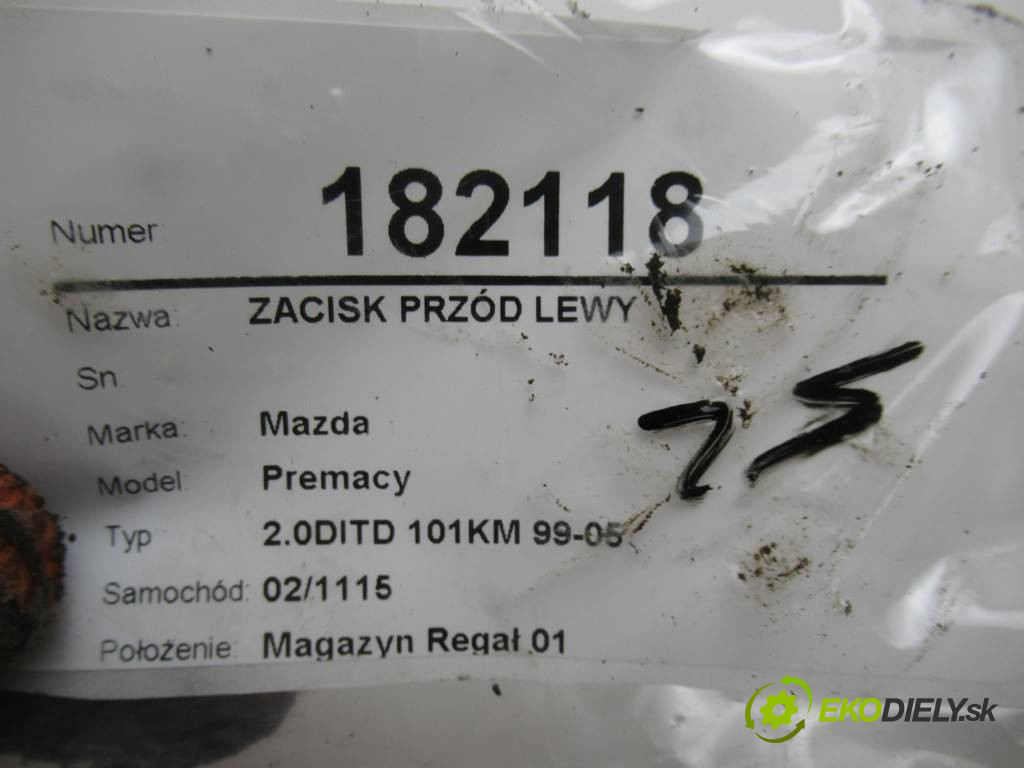 Numer: 182118
Nazwa: ZACISK PRZÓD LEWY
Sn
Marka: Mazda
Model: Premacy
Typ 2.0DITD 101KM 99-05
Samochód: 02/1115
Położenie: Magazyn Regał 01
EKODIELY.sk